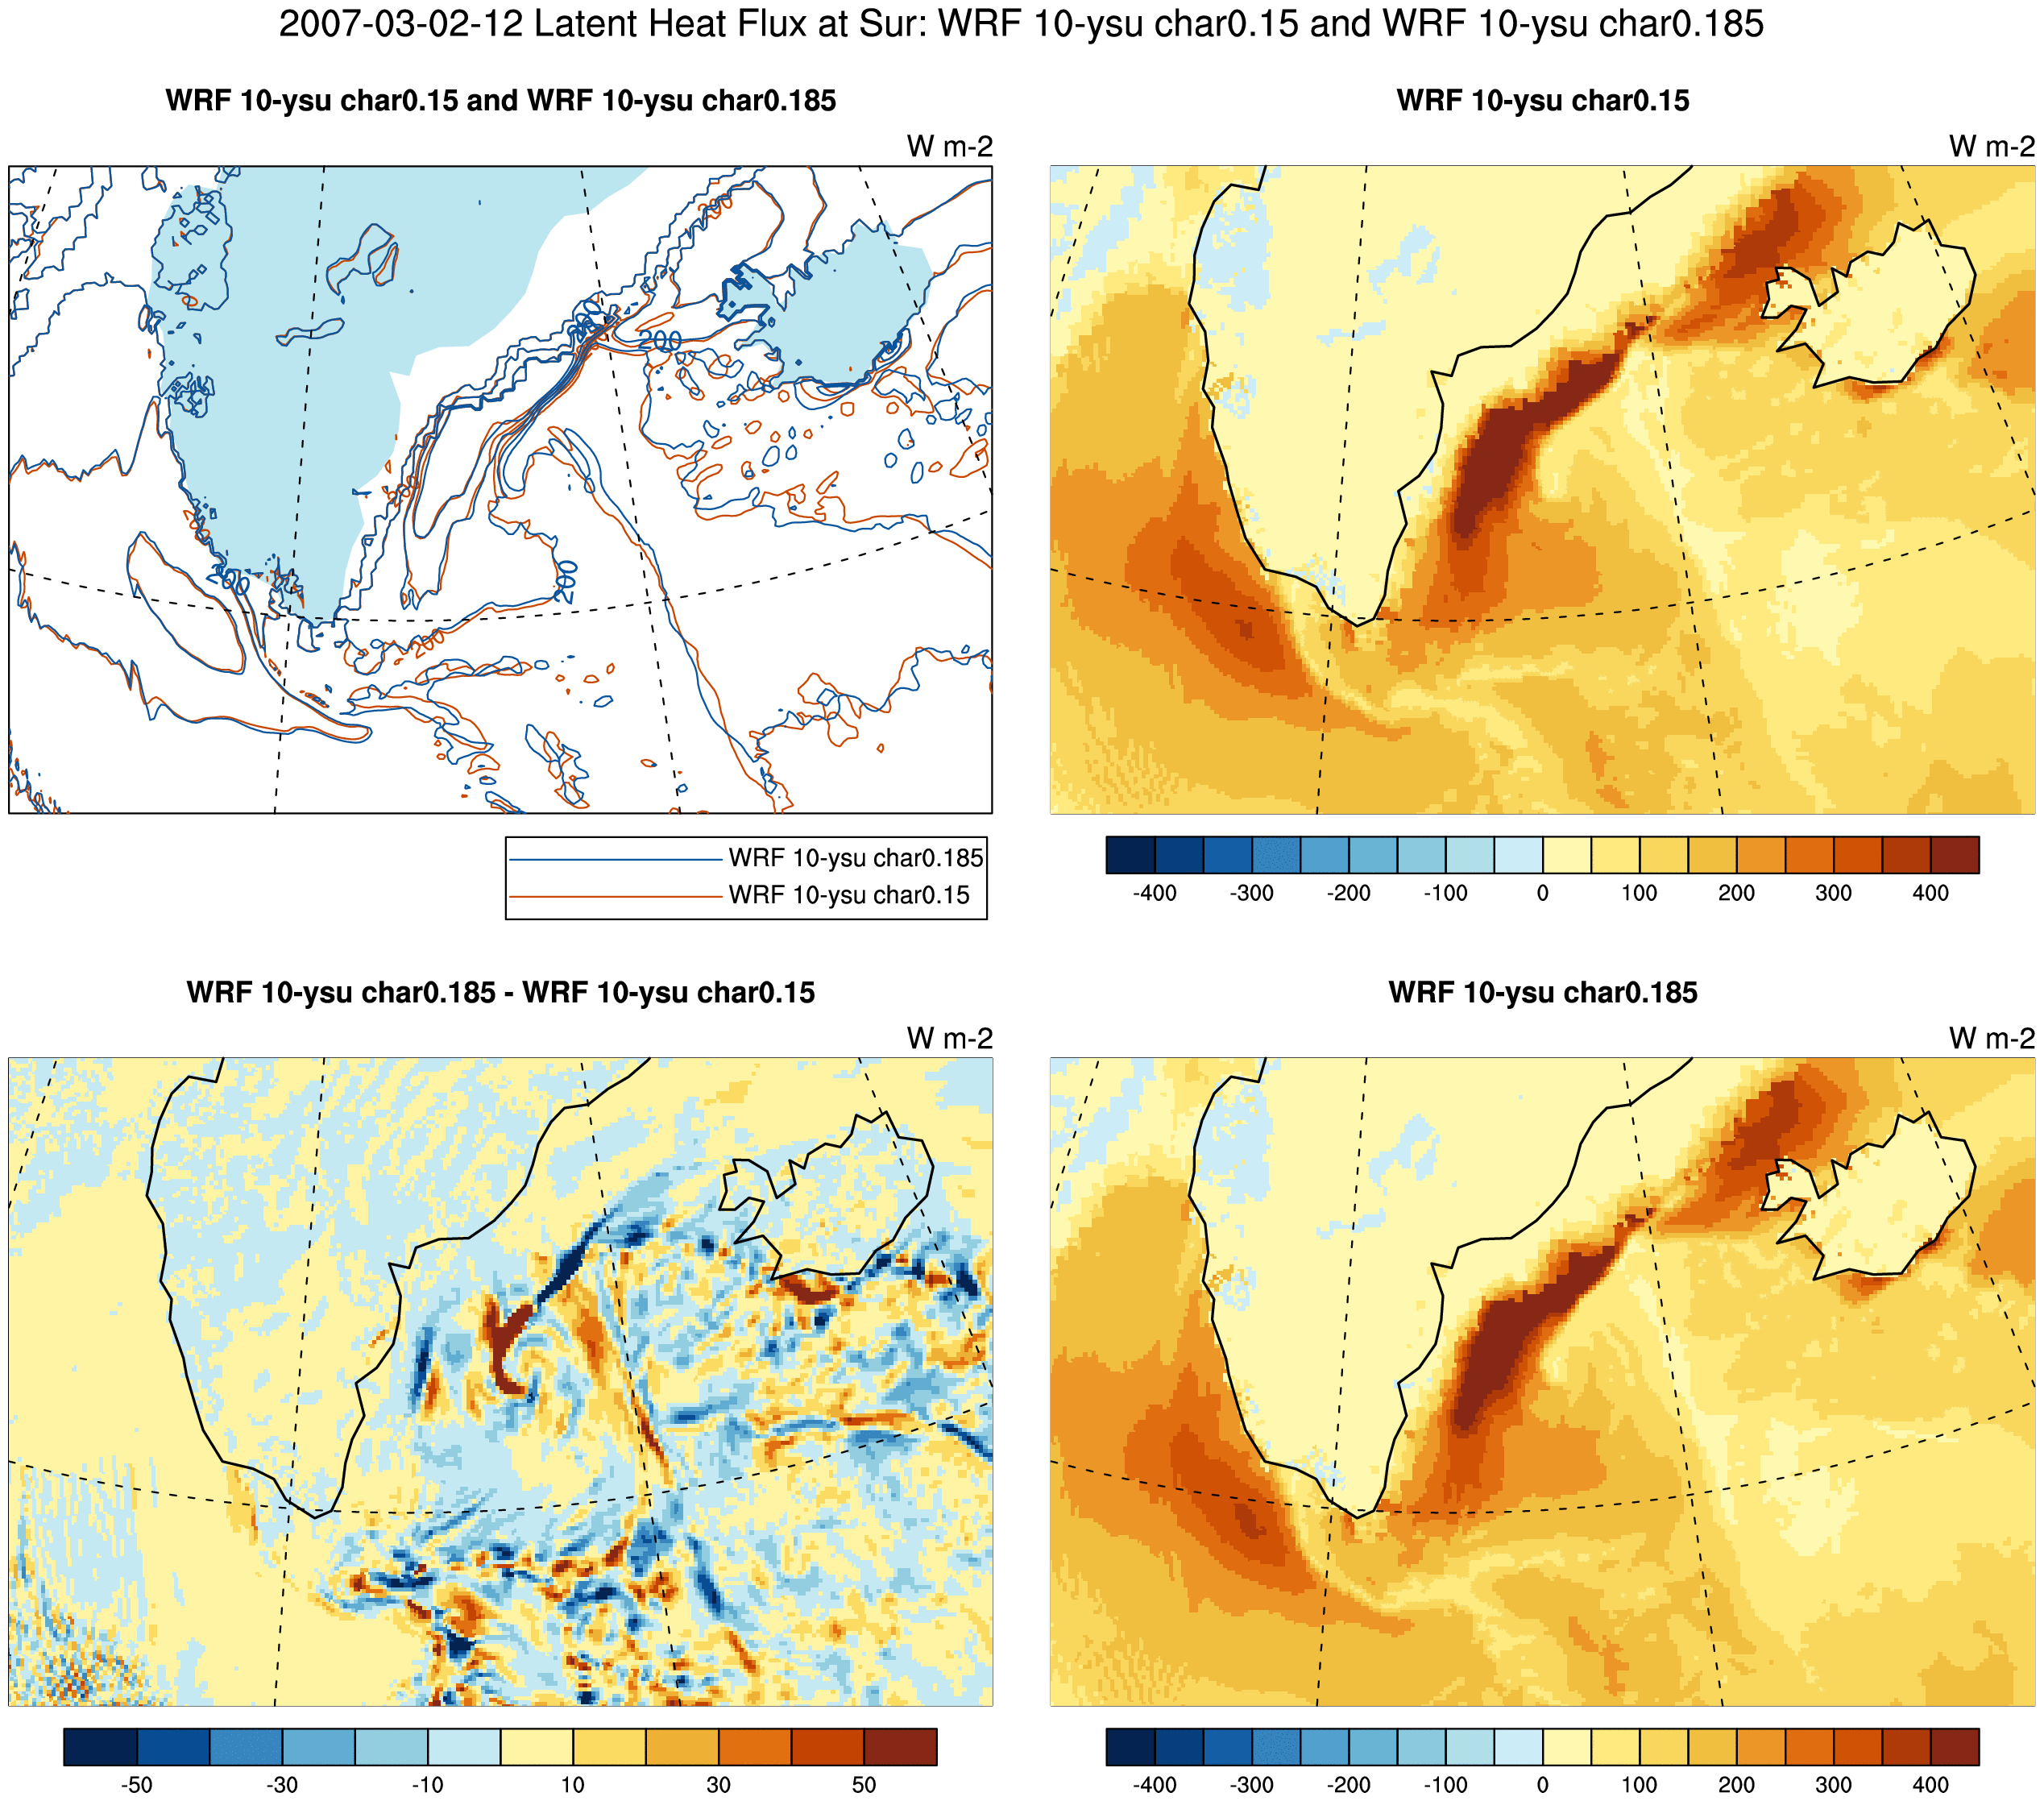 2007-03-02-12 Latent Heat Flux at Sur: WRF 10-ysu char0.15 and WRF 10-ysu char0.185
WRF 10-ysu char0.15 and WRF 10-ysu char0.185
W m-2
200
200
200
200
WRF 10-ysu char0.185
WRF 10-ysu char0.15
WRF 10-ysu char0.15
W m-2
-400 -300 -200 -100 0 100 200 300 400
WRF 10-ysu char0.185 - WRF 10-ysu char0.15
W m-2
-50 -30 -10 10 30 50
WRF 10-ysu char0.185
W m-2
-400 -300 -200 -100 0 100 200 300 400